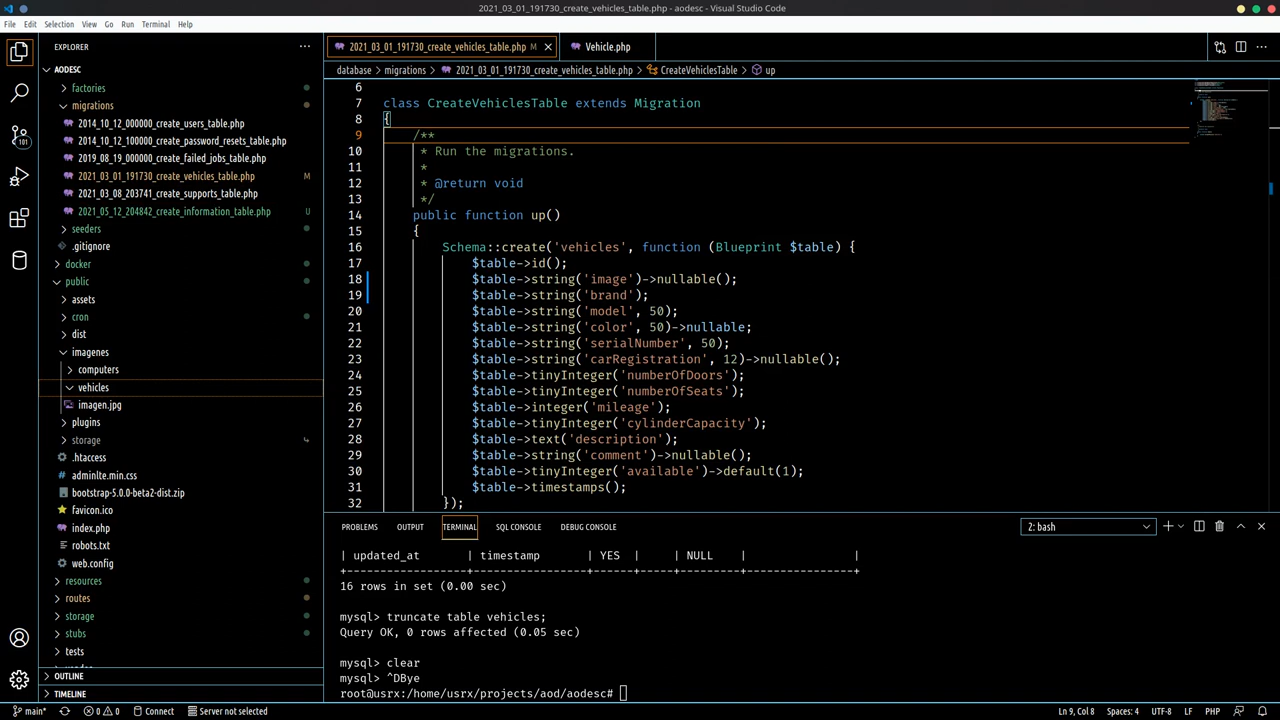 2021_03_01_191730_create_vehicles_table.php - aodesc - Visual Studio Code
File Edit Selection View Go Run Terminal Help
EXPLORER
AODESC
factories
migrations
2014_10_12_000000_create_users_table.php
2014_10_12_100000_create_password_resets_table.php
2019_08_19_000000_create_failed_jobs_table.php
2021_03_01_191730_create_vehicles_table.php M
2021_03_08_203741_create_supports_table.php
2021_05_12_204842_create_information_table.php U
seeders
.gitignore
docker
public
assets
cron
dist
imagenes
computers
vehicles
imagen.jpg
plugins
storage
.htaccess
adminlte.min.css
bootstrap-5.0.0-beta2-dist.zip
favicon.ico
index.php
robots.txt
web.config
resources
routes
storage
stubs
tests
OUTLINE
TIMELINE
101
2021_03_01_191730_create_vehicles_table.php M Vehicle.php
database > migrations > 2021_03_01_191730_create_vehicles_table.php > CreateVehiclesTable > up
6
7 class CreateVehiclesTable extends Migration
8 {
9 /**
10 * Run the migrations.
11 *
12 * @return void
13 */
14 public function up()
15 {
16 Schema::create('vehicles', function (Blueprint $table) {
17 $table->id();
18 $table->string('image')->nullable();
19 $table->string('brand');
20 $table->string('model', 50);
21 $table->string('color', 50)->nullable;
22 $table->string('serialNumber', 50);
23 $table->string('carRegistration', 12)->nullable();
24 $table->tinyInteger('numberOfDoors');
25 $table->tinyInteger('numberOfSeats');
26 $table->integer('mileage');
27 $table->tinyInteger('cylinderCapacity');
28 $table->text('description');
29 $table->string('comment')->nullable();
30 $table->tinyInteger('available')->default(1);
31 $table->timestamps();
32 });
PROBLEMS OUTPUT TERMINAL SQL CONSOLE DEBUG CONSOLE 2: bash
| updated_at | timestamp | YES | | NULL | |
+------------------+-----------------+------+-----+---------+----------------+
16 rows in set (0.00 sec)
mysql> truncate table vehicles;
Query OK, 0 rows affected (0.05 sec)
mysql> clear
mysql> ^DBye
root@usrx:/home/usrx/projects/aod/aodesc#
main* 0 0 Connect Server not selected Ln 9, Col 8 Spaces: 4 UTF-8 LF PHP